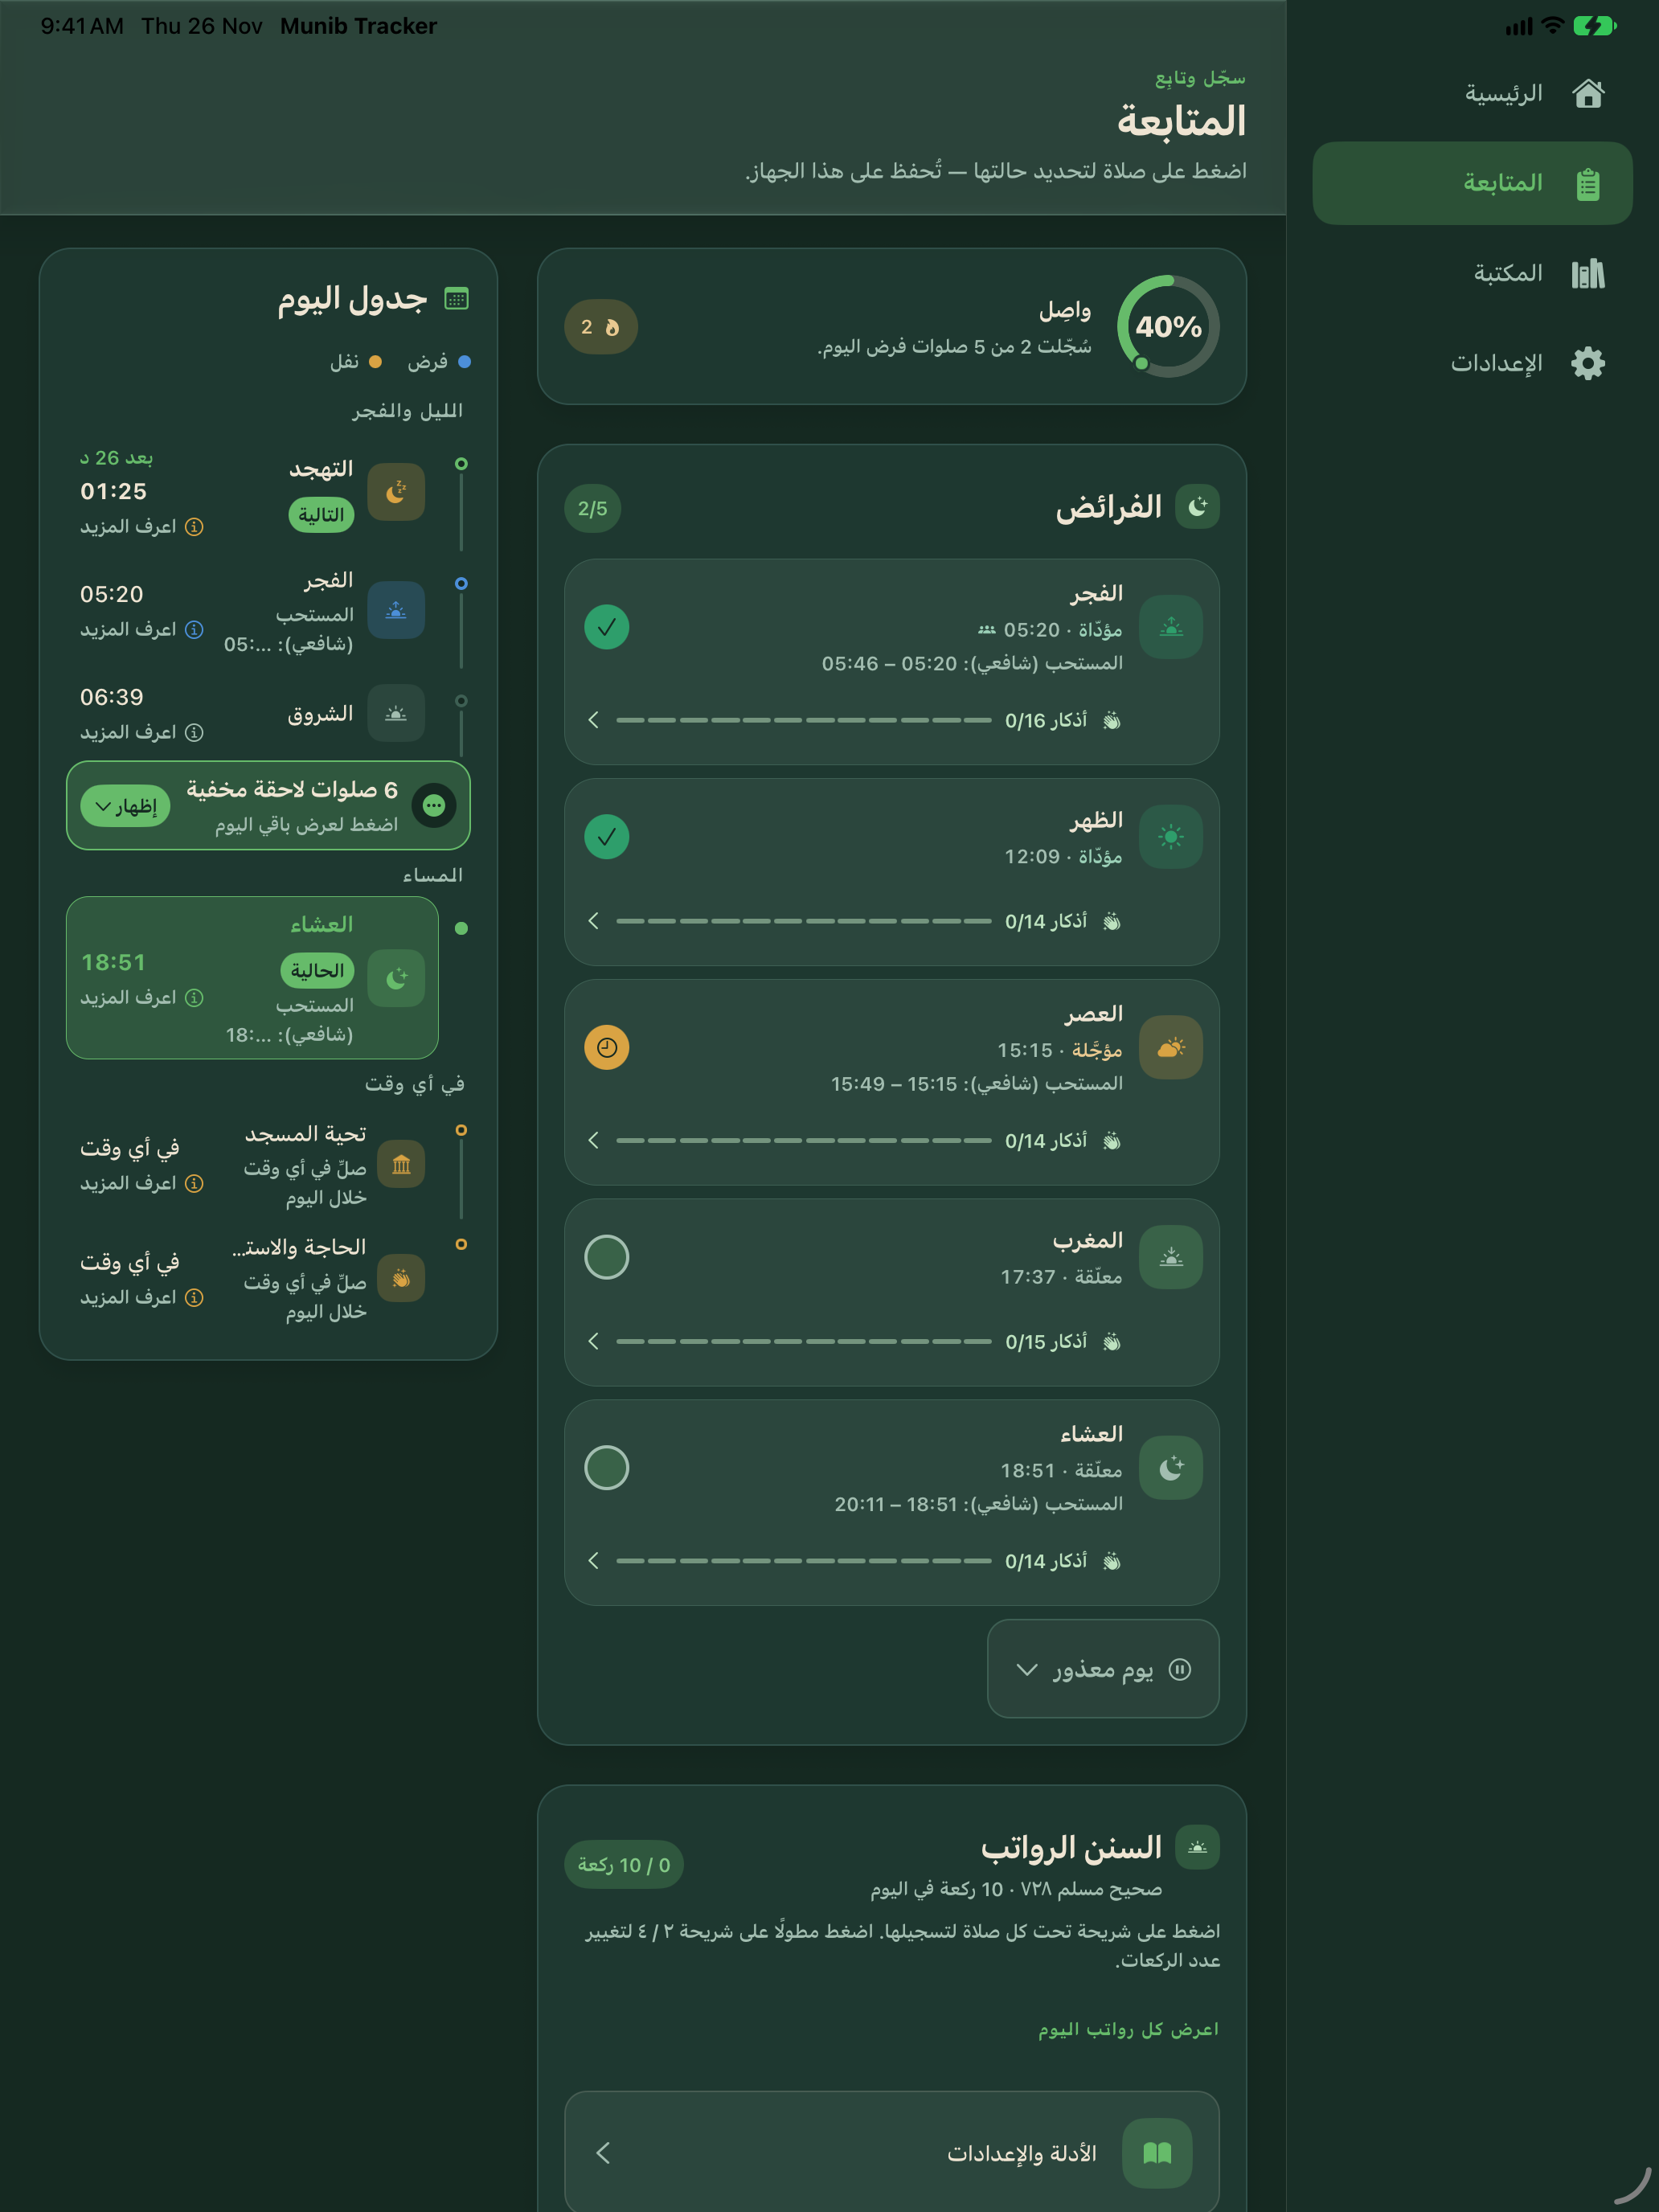 9:41 AM Thu 26 Nov Munib Tracker
الرئيسية
المتابعة
المكتبة
الإعدادات
سجّل وتابِع
المتابعة
اضغط على صلاة لتحديد حالتها — تُحفظ على هذا الجهاز.
40%
واصِل
سُجّلت 2 من 5 صلوات فرض اليوم.
2
الفرائض
2/5
الفجر
مؤدّاة · 05:20
المستحب (شافعي): 05:20 – 05:46
أذكار 0/16
الظهر
مؤدّاة · 12:09
أذكار 0/14
العصر
مؤجَّلة · 15:15
المستحب (شافعي): 15:15 – 15:49
أذكار 0/14
المغرب
معلّقة · 17:37
أذكار 0/15
العشاء
معلّقة · 18:51
المستحب (شافعي): 18:51 – 20:11
أذكار 0/14
يوم معذور
السنن الرواتب
0 / 10 ركعة
صحيح مسلم ٧٢٨ · 10 ركعة في اليوم
اضغط على شريحة تحت كل صلاة لتسجيلها. اضغط مطولًا على شريحة ٢ / ٤ لتغيير
عدد الركعات.
اعرض كل رواتب اليوم
الأدلة والإعدادات
جدول اليوم
فرض
نفل
الليل والفجر
التهجد
التالية
بعد 26 د
01:25
اعرف المزيد
الفجر
المستحب
(شافعي): 05:...
05:20
اعرف المزيد
الشروق
06:39
اعرف المزيد
6 صلوات لاحقة مخفية
اضغط لعرض باقي اليوم
إظهار
المساء
العشاء
الحالية
المستحب
(شافعي): 18:...
18:51
اعرف المزيد
في أي وقت
تحية المسجد
صلِّ في أي وقت
خلال اليوم
في أي وقت
اعرف المزيد
الحاجة والاست...
صلِّ في أي وقت
خلال اليوم
في أي وقت
اعرف المزيد